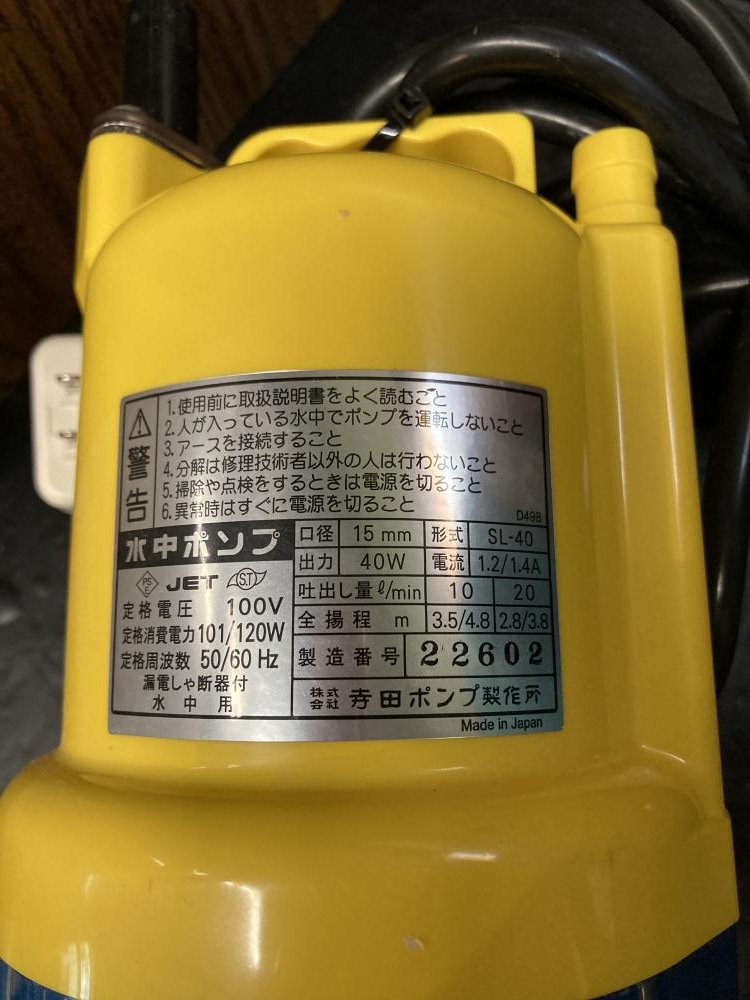 警告
1.使用前に取扱説明書をよく読むこと
2.人が入っている水中でポンプを運転しないこと
3.アースを接続すること
4.分解は修理技術者以外の人は行わないこと
5.掃除や点検をするときは電源を切ること
6.異常時はすぐに電源を切ること
D49B
水中ポンプ
PS E JET S.T
定格電圧 100V
定格消費電力 101/120W
定格周波数 50/60 Hz
漏電しゃ断器付
水中用
口径 15 mm 形式 SL-40
出力 40W 電流 1.2/1.4A
吐出し量 ℓ/min 10 20
全揚程 m 3.5/4.8 2.8/3.8
製造番号 22602
株式会社 寺田ポンプ製作所
Made in Japan